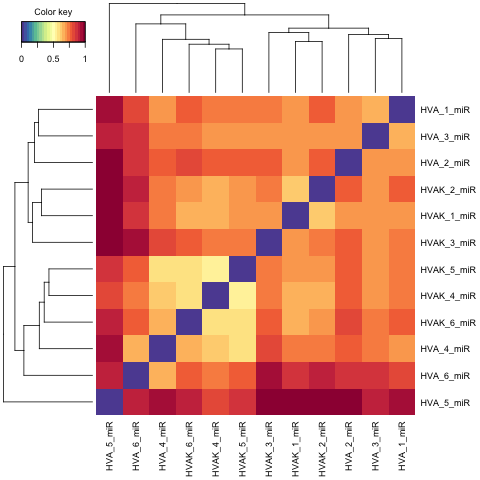 Color key
0 0.5 1
HVA_1_miR
HVA_3_miR
HVA_2_miR
HVAK_2_miR
HVAK_1_miR
HVAK_3_miR
HVAK_5_miR
HVAK_4_miR
HVAK_6_miR
HVA_4_miR
HVA_6_miR
HVA_5_miR
HVA_5_miR
HVA_6_miR
HVA_4_miR
HVAK_6_miR
HVAK_4_miR
HVAK_5_miR
HVAK_3_miR
HVAK_1_miR
HVAK_2_miR
HVA_2_miR
HVA_3_miR
HVA_1_miR